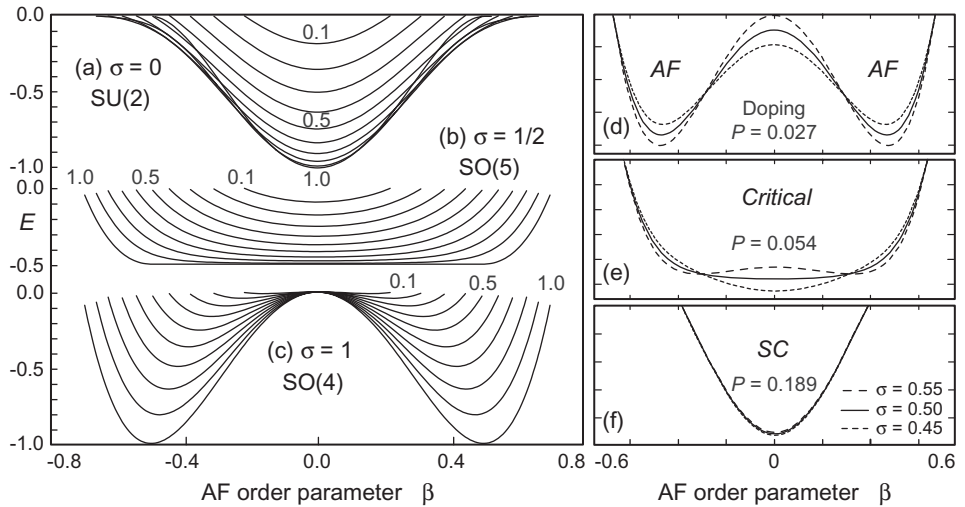 0.0
0.1
(a) σ = 0
SU(2)
-0.5
0.5
(b) σ = 1/2
SO(5)
-1.0
1.0
0.0
1.0
0.5
0.1
E
-0.5
0.0
0.1
0.5
1.0
(c) σ = 1
SO(4)
-0.5
-1.0
-0.8
-0.4
0.0
0.4
0.8
AF order parameter β
AF
AF
Doping
P = 0.027
(d)
Critical
P = 0.054
(e)
SC
P = 0.189
σ = 0.55
σ = 0.50
σ = 0.45
(f)
-0.6
0
0.6
AF order parameter β